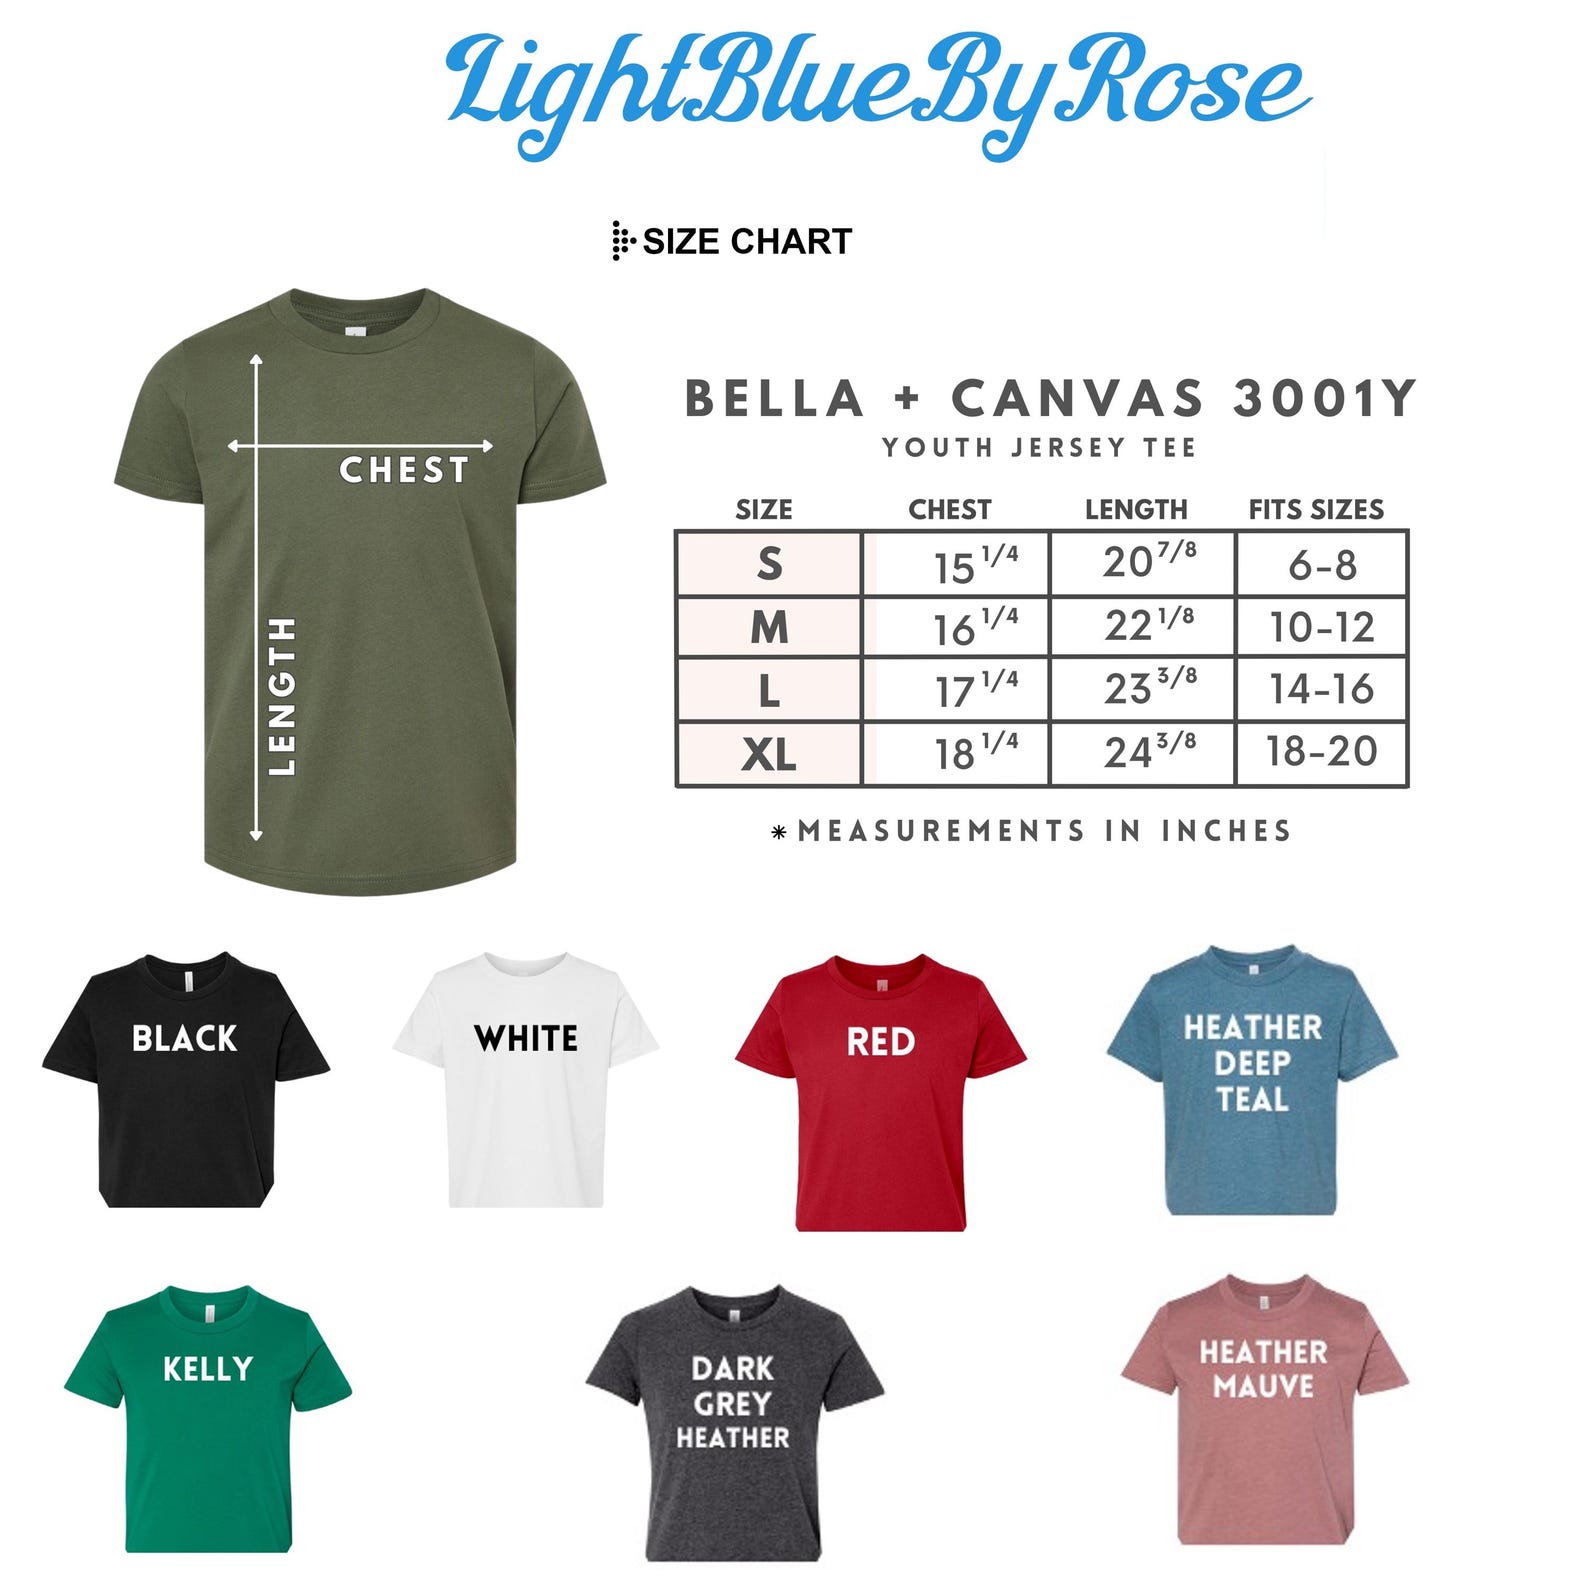 LightBlueByRose
SIZE CHART
CHEST
LENGTH
BELLA + CANVAS 3001Y
YOUTH JERSEY TEE
SIZE CHEST LENGTH FITS SIZES
S 15 1/4 20 7/8 6-8
M 16 1/4 22 1/8 10-12
L 17 1/4 23 3/8 14-16
XL 18 1/4 24 3/8 18-20
* MEASUREMENTS IN INCHES
BLACK
WHITE
RED
HEATHER
DEEP
TEAL
KELLY
DARK
GREY
HEATHER
HEATHER
MAUVE